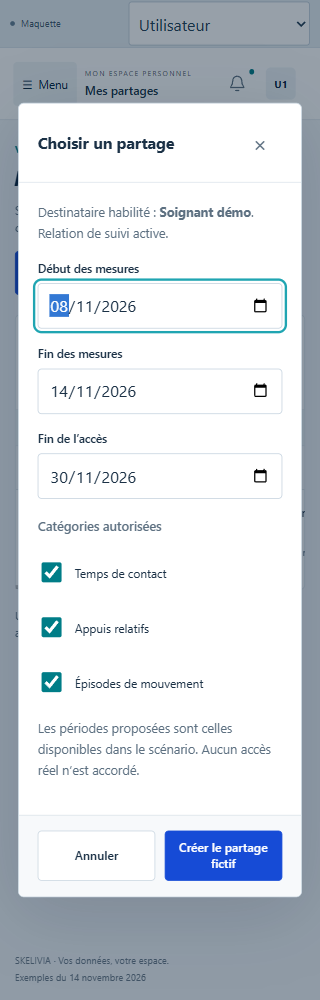 Maquette
Utilisateur
☰ Menu
MON ESPACE PERSONNEL
Mes partages
U1
Choisir un partage
×
Destinataire habilité : Soignant démo.
Relation de suivi active.
Début des mesures
08/11/2026
Fin des mesures
14/11/2026
Fin de l'accès
30/11/2026
Catégories autorisées
Temps de contact
Appuis relatifs
Épisodes de mouvement
Les périodes proposées sont celles
disponibles dans le scénario. Aucun accès
réel n'est accordé.
Annuler
Créer le partage
fictif
SKELIVIA · Vos données, votre espace.
Exemples du 14 novembre 2026